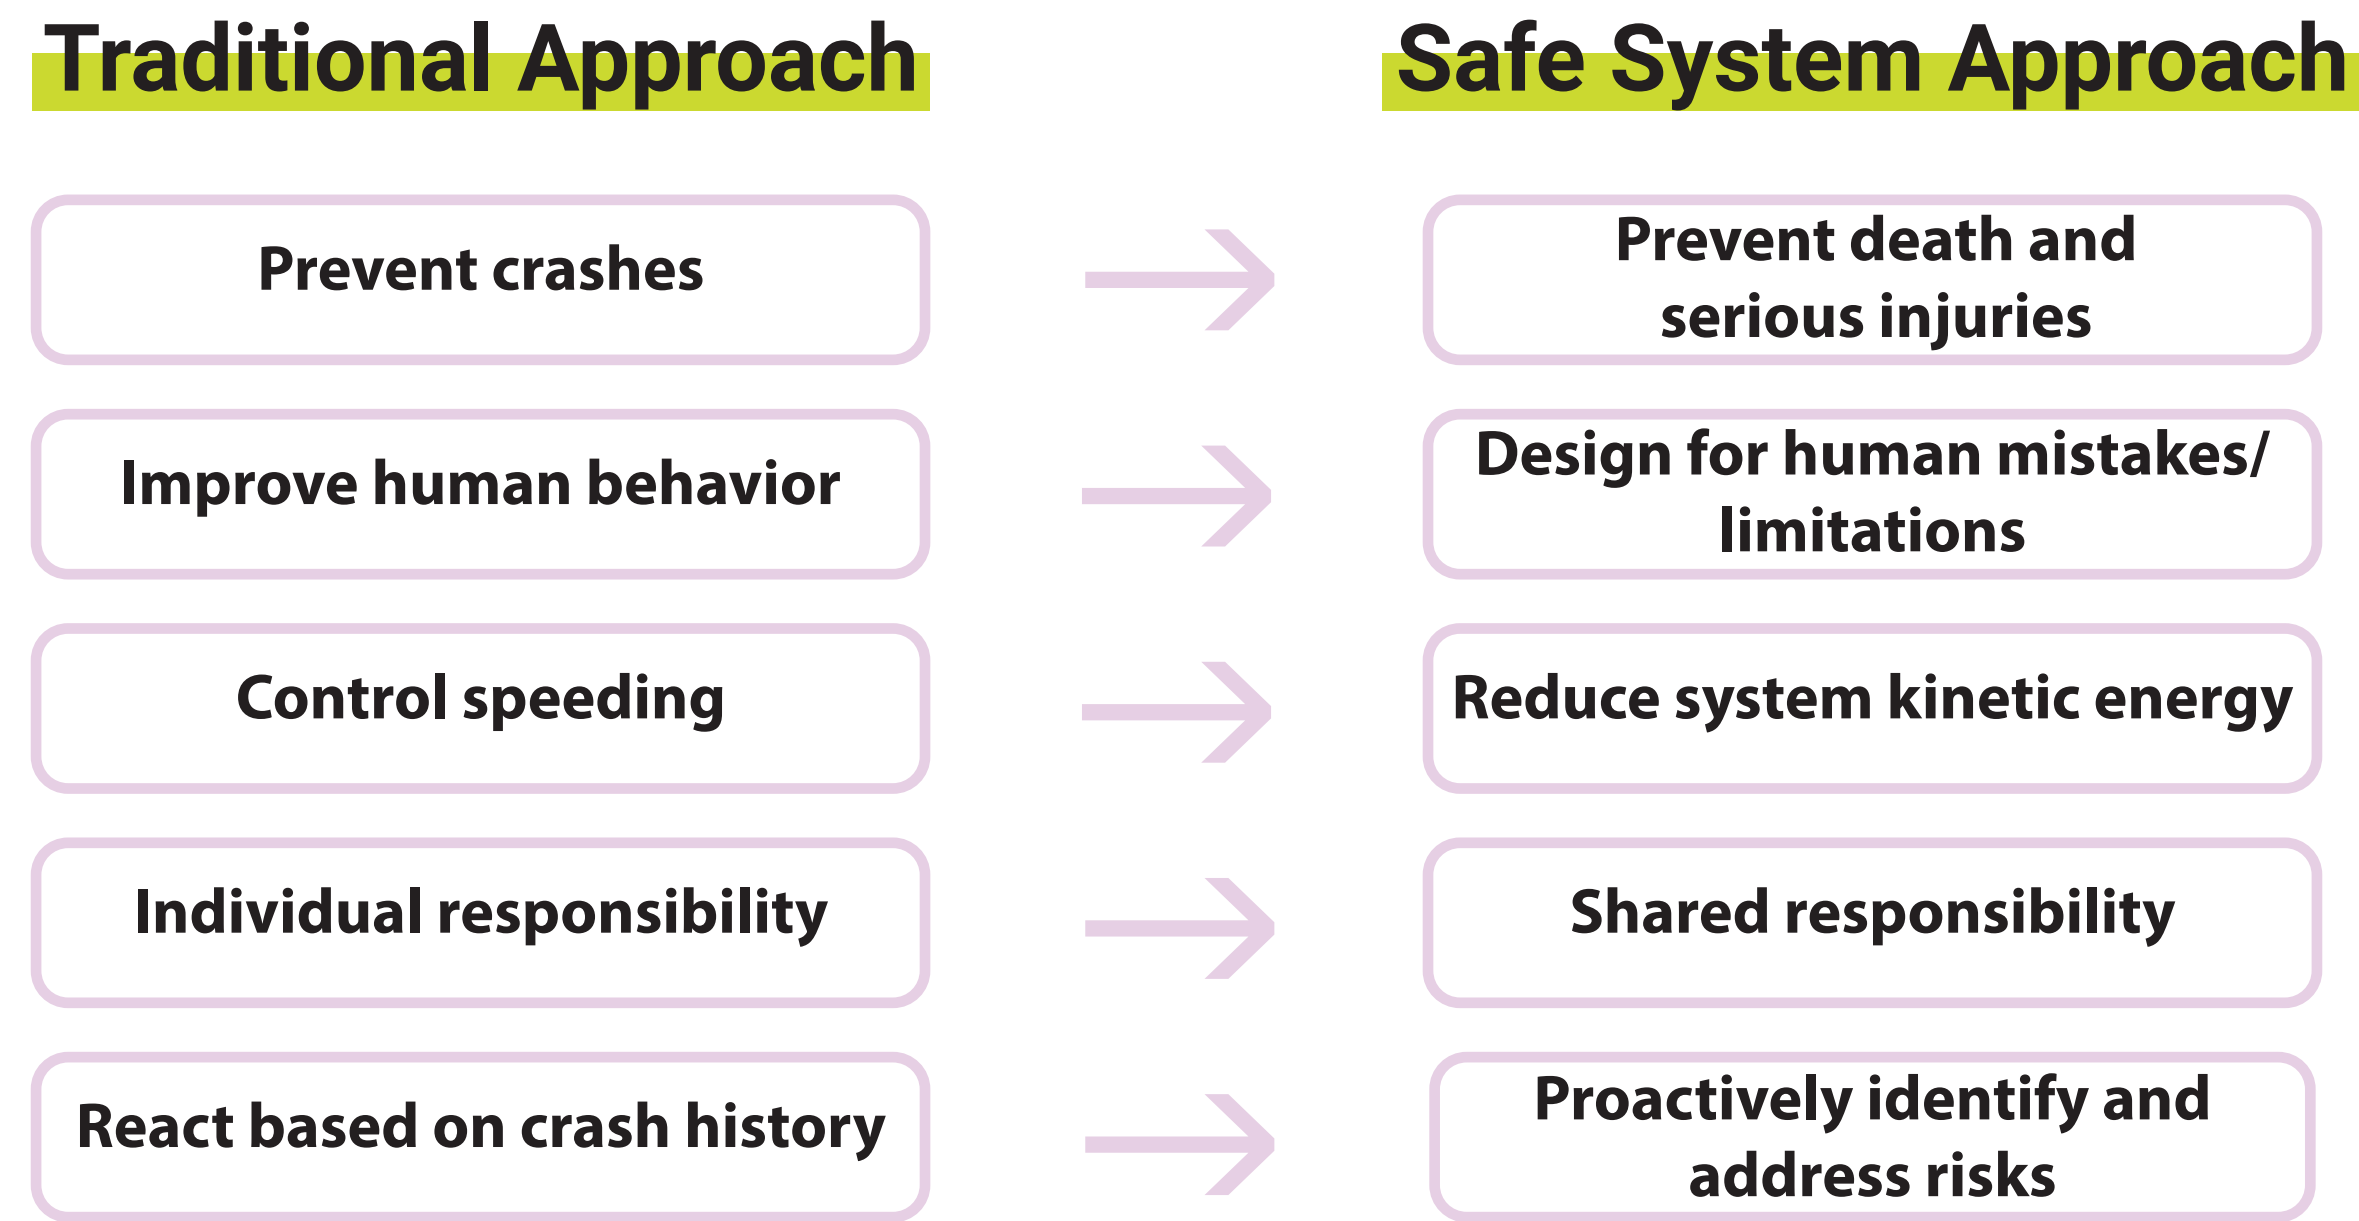 Traditional Approach
Safe System Approach
Prevent crashes
Prevent death and
serious injuries
Improve human behavior
Design for human mistakes/
limitations
Control speeding
Reduce system kinetic energy
Individual responsibility
Shared responsibility
React based on crash history
Proactively identify and
address risks